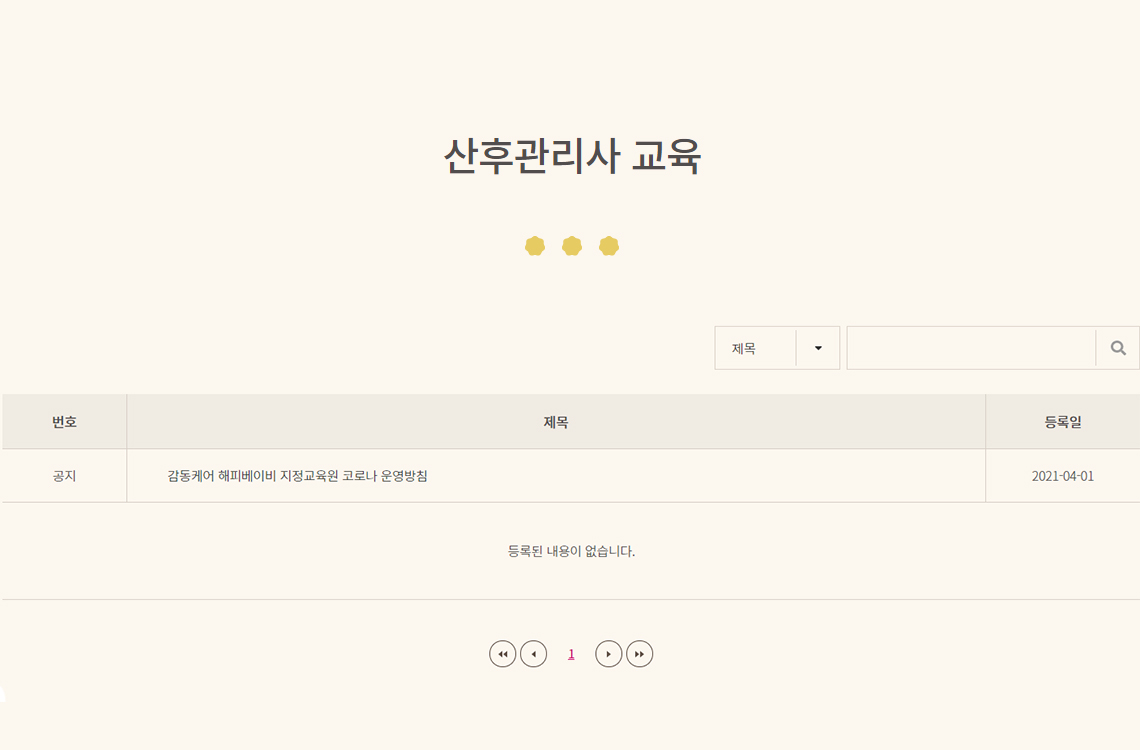 산후관리사 교육
제목
번호 제목 등록일
공지 감동케어 해피베이비 지정교육원 코로나 운영방침 2021-04-01
등록된 내용이 없습니다.
1